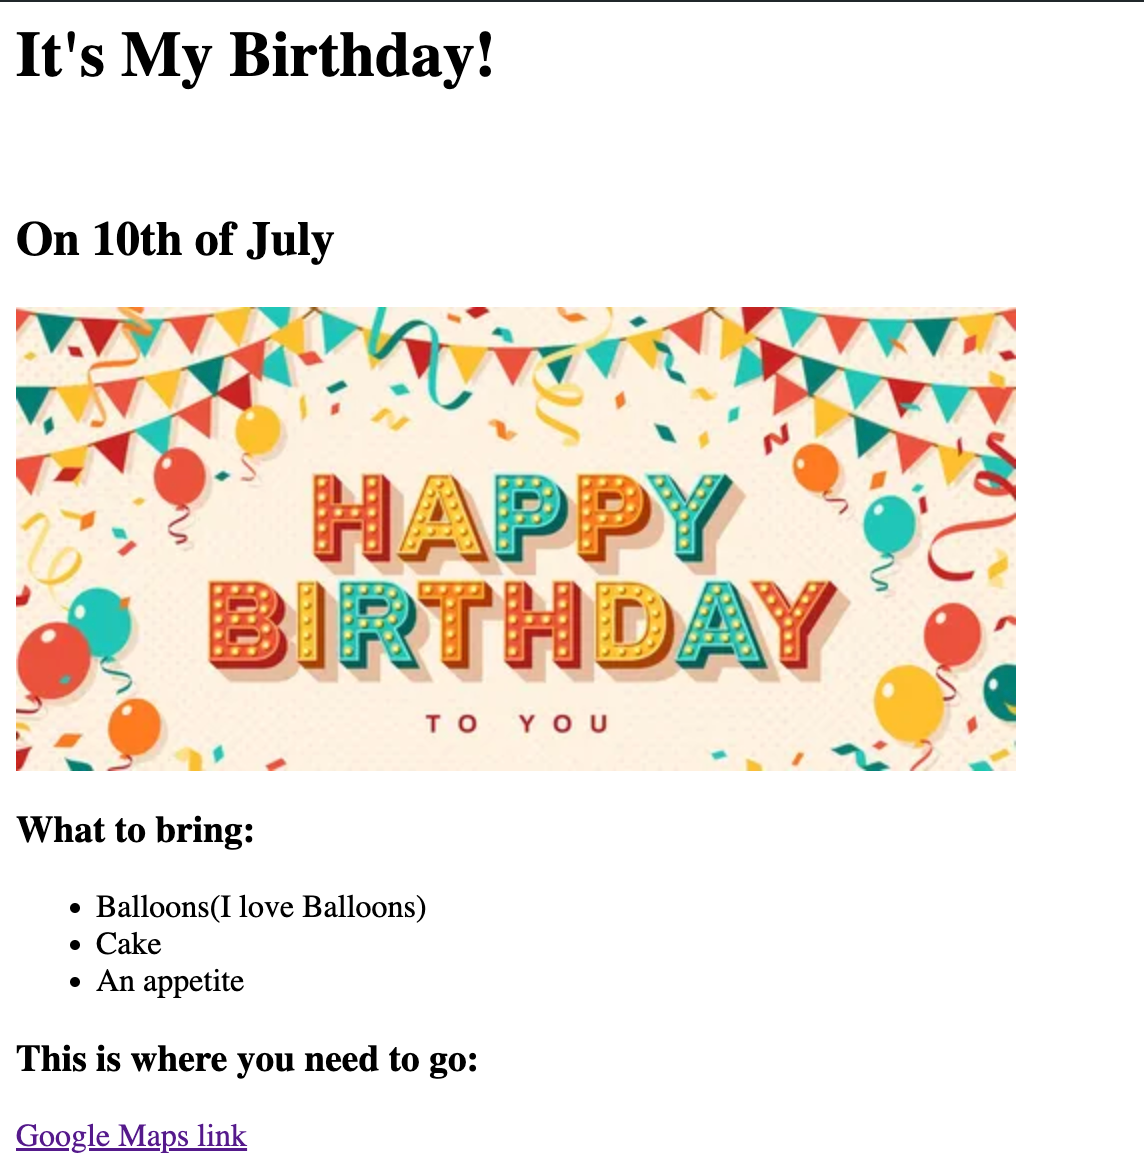 It's My Birthday!
On 10th of July
HAPPY
BIRTHDAY
TO YOU
What to bring:
Balloons(I love Balloons)
Cake
An appetite
This is where you need to go:
Google Maps link